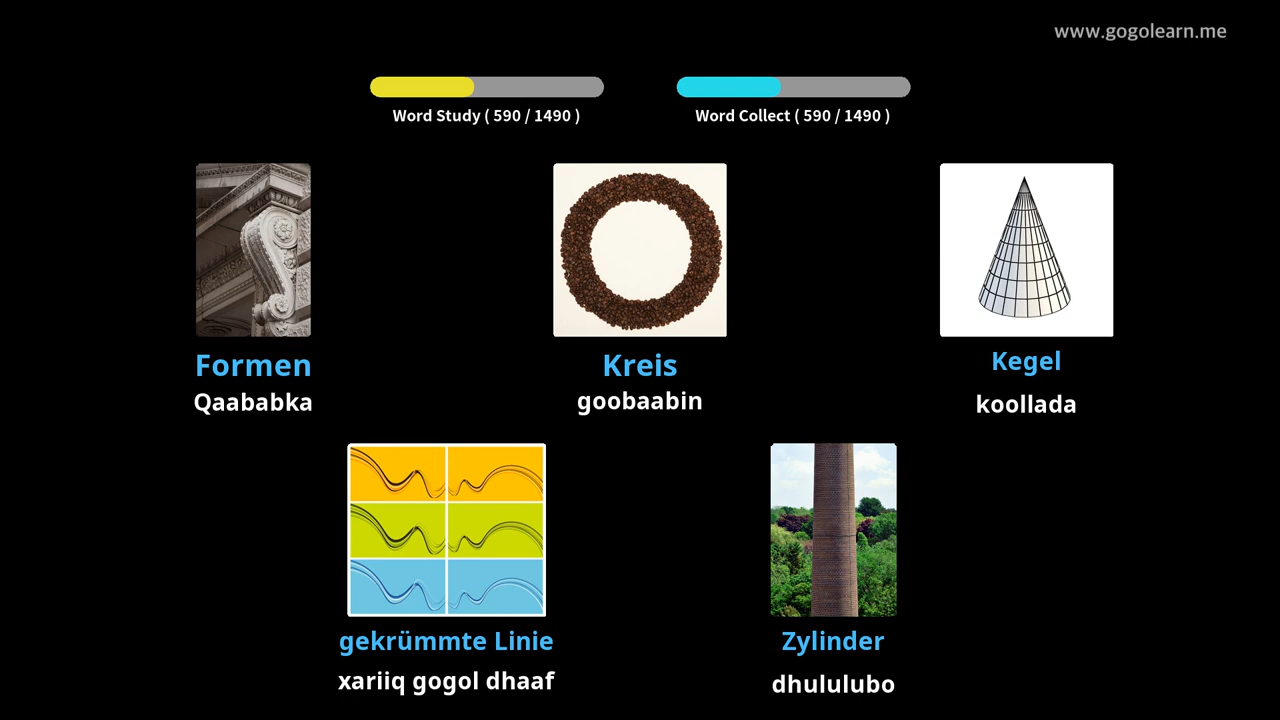 www.gogolearn.me
Word Study ( 590 / 1490 )
Word Collect ( 590 / 1490 )
Formen
Qaababka
Kreis
goobaabin
Kegel
koollada
gekrümmte Linie
xariiq gogol dhaaf
Zylinder
dhululubo